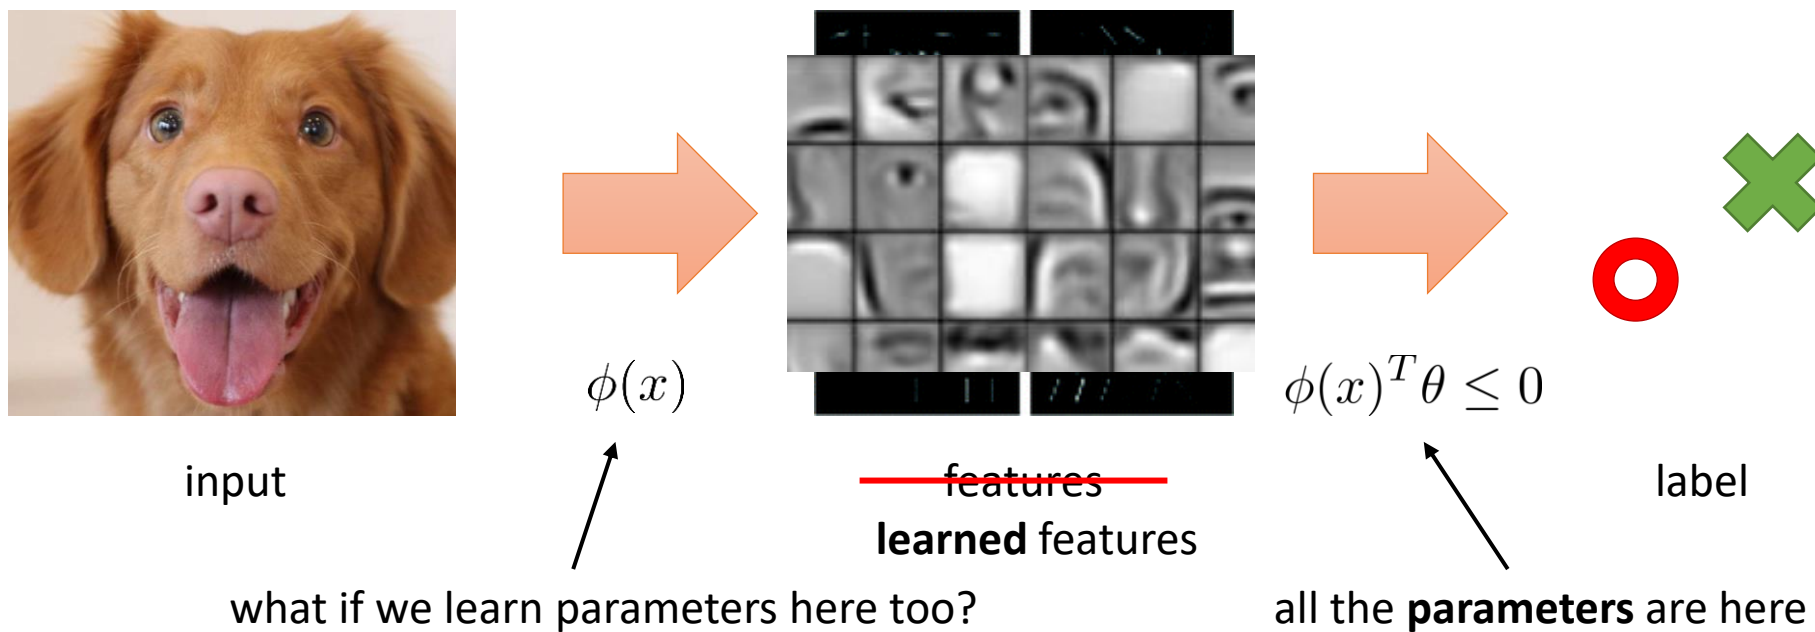 ϕ(x)
ϕ(x)^T θ ≤ 0
input
features
label
learned features
what if we learn parameters here too?
all the parameters are here